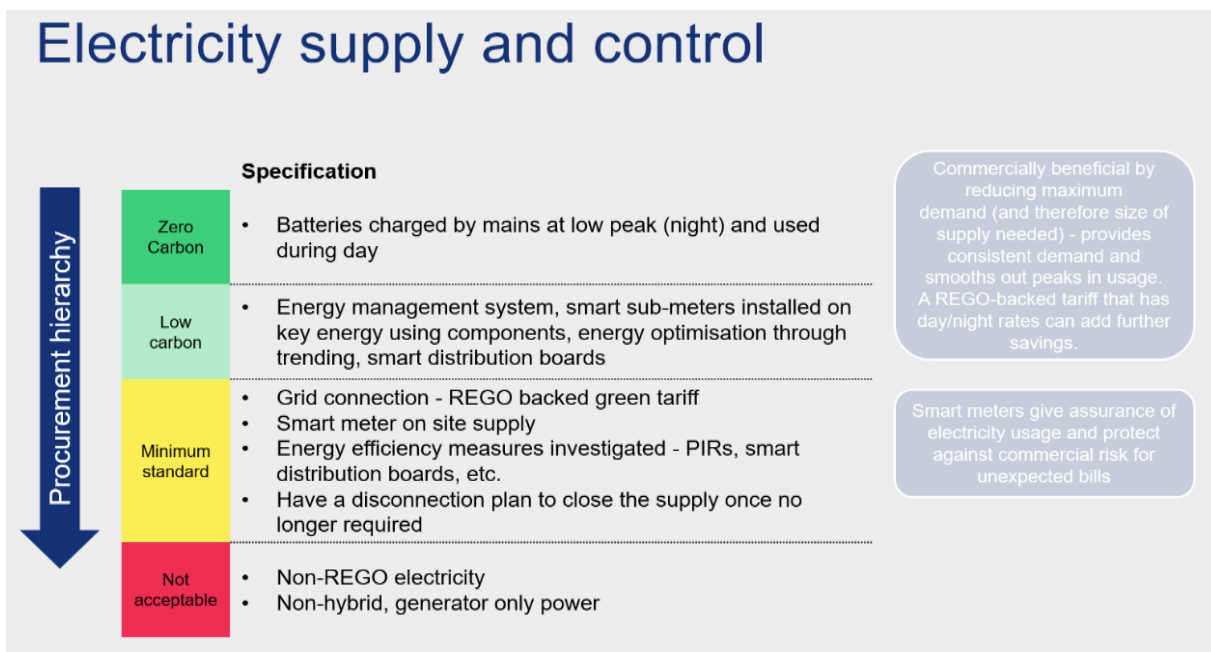 Electricity supply and control
Procurement hierarchy
Specification
Zero
Carbon
• Batteries charged by mains at low peak (night) and used
during day
Low
carbon
• Energy management system, smart sub-meters installed on
key energy using components, energy optimisation through
trending, smart distribution boards
Minimum
standard
• Grid connection - REGO backed green tariff
• Smart meter on site supply
• Energy efficiency measures investigated - PIRs, smart
distribution boards, etc.
• Have a disconnection plan to close the supply once no
longer required
Not
acceptable
• Non-REGO electricity
• Non-hybrid, generator only power
Commercially beneficial by
reducing maximum
demand (and therefore size of
supply needed) - provides
consistent demand and
smooths out peaks in usage.
A REGO-backed tariff that has
day/night rates can add further
savings.
Smart meters give assurance of
electricity usage and protect
against commercial risk for
unexpected bills